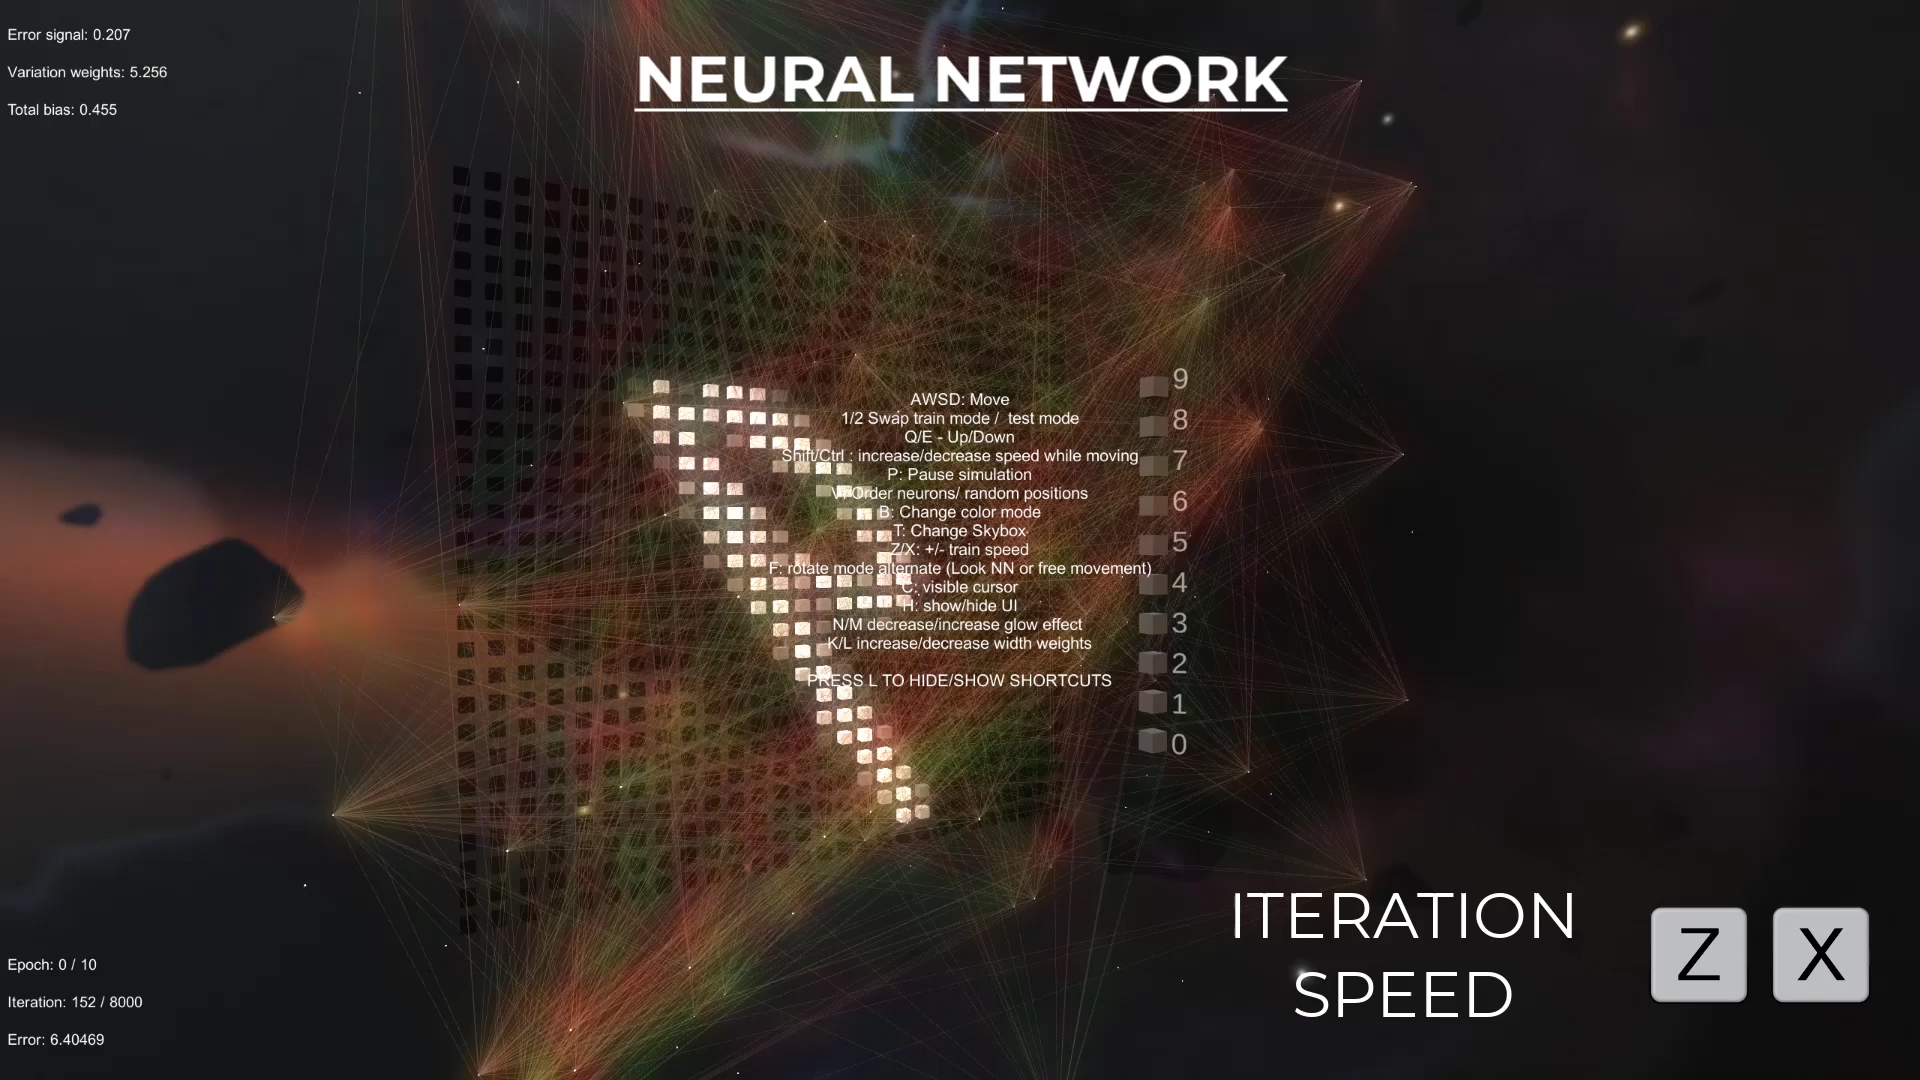 Error signal: 0.207
Variation weights: 5.256
Total bias: 0.455
NEURAL NETWORK
AWSD: Move
1/2 Swap train mode /  test mode
Q/E - Up/Down
Shift/Ctrl : increase/decrease speed while moving
P: Pause simulation
V: Order neurons/ random positions
B: Change color mode
T: Change Skybox
Z/X: +/- train speed
F: rotate mode alternate (Look NN or free movement)
C: visible cursor
H: show/hide UI
N/M decrease/increase glow effect
K/L increase/decrease width weights
PRESS L TO HIDE/SHOW SHORTCUTS
9
8
7
6
5
4
3
2
1
0
Epoch: 0 / 10
Iteration: 152 / 8000
Error: 6.40469
ITERATION
SPEED
Z X